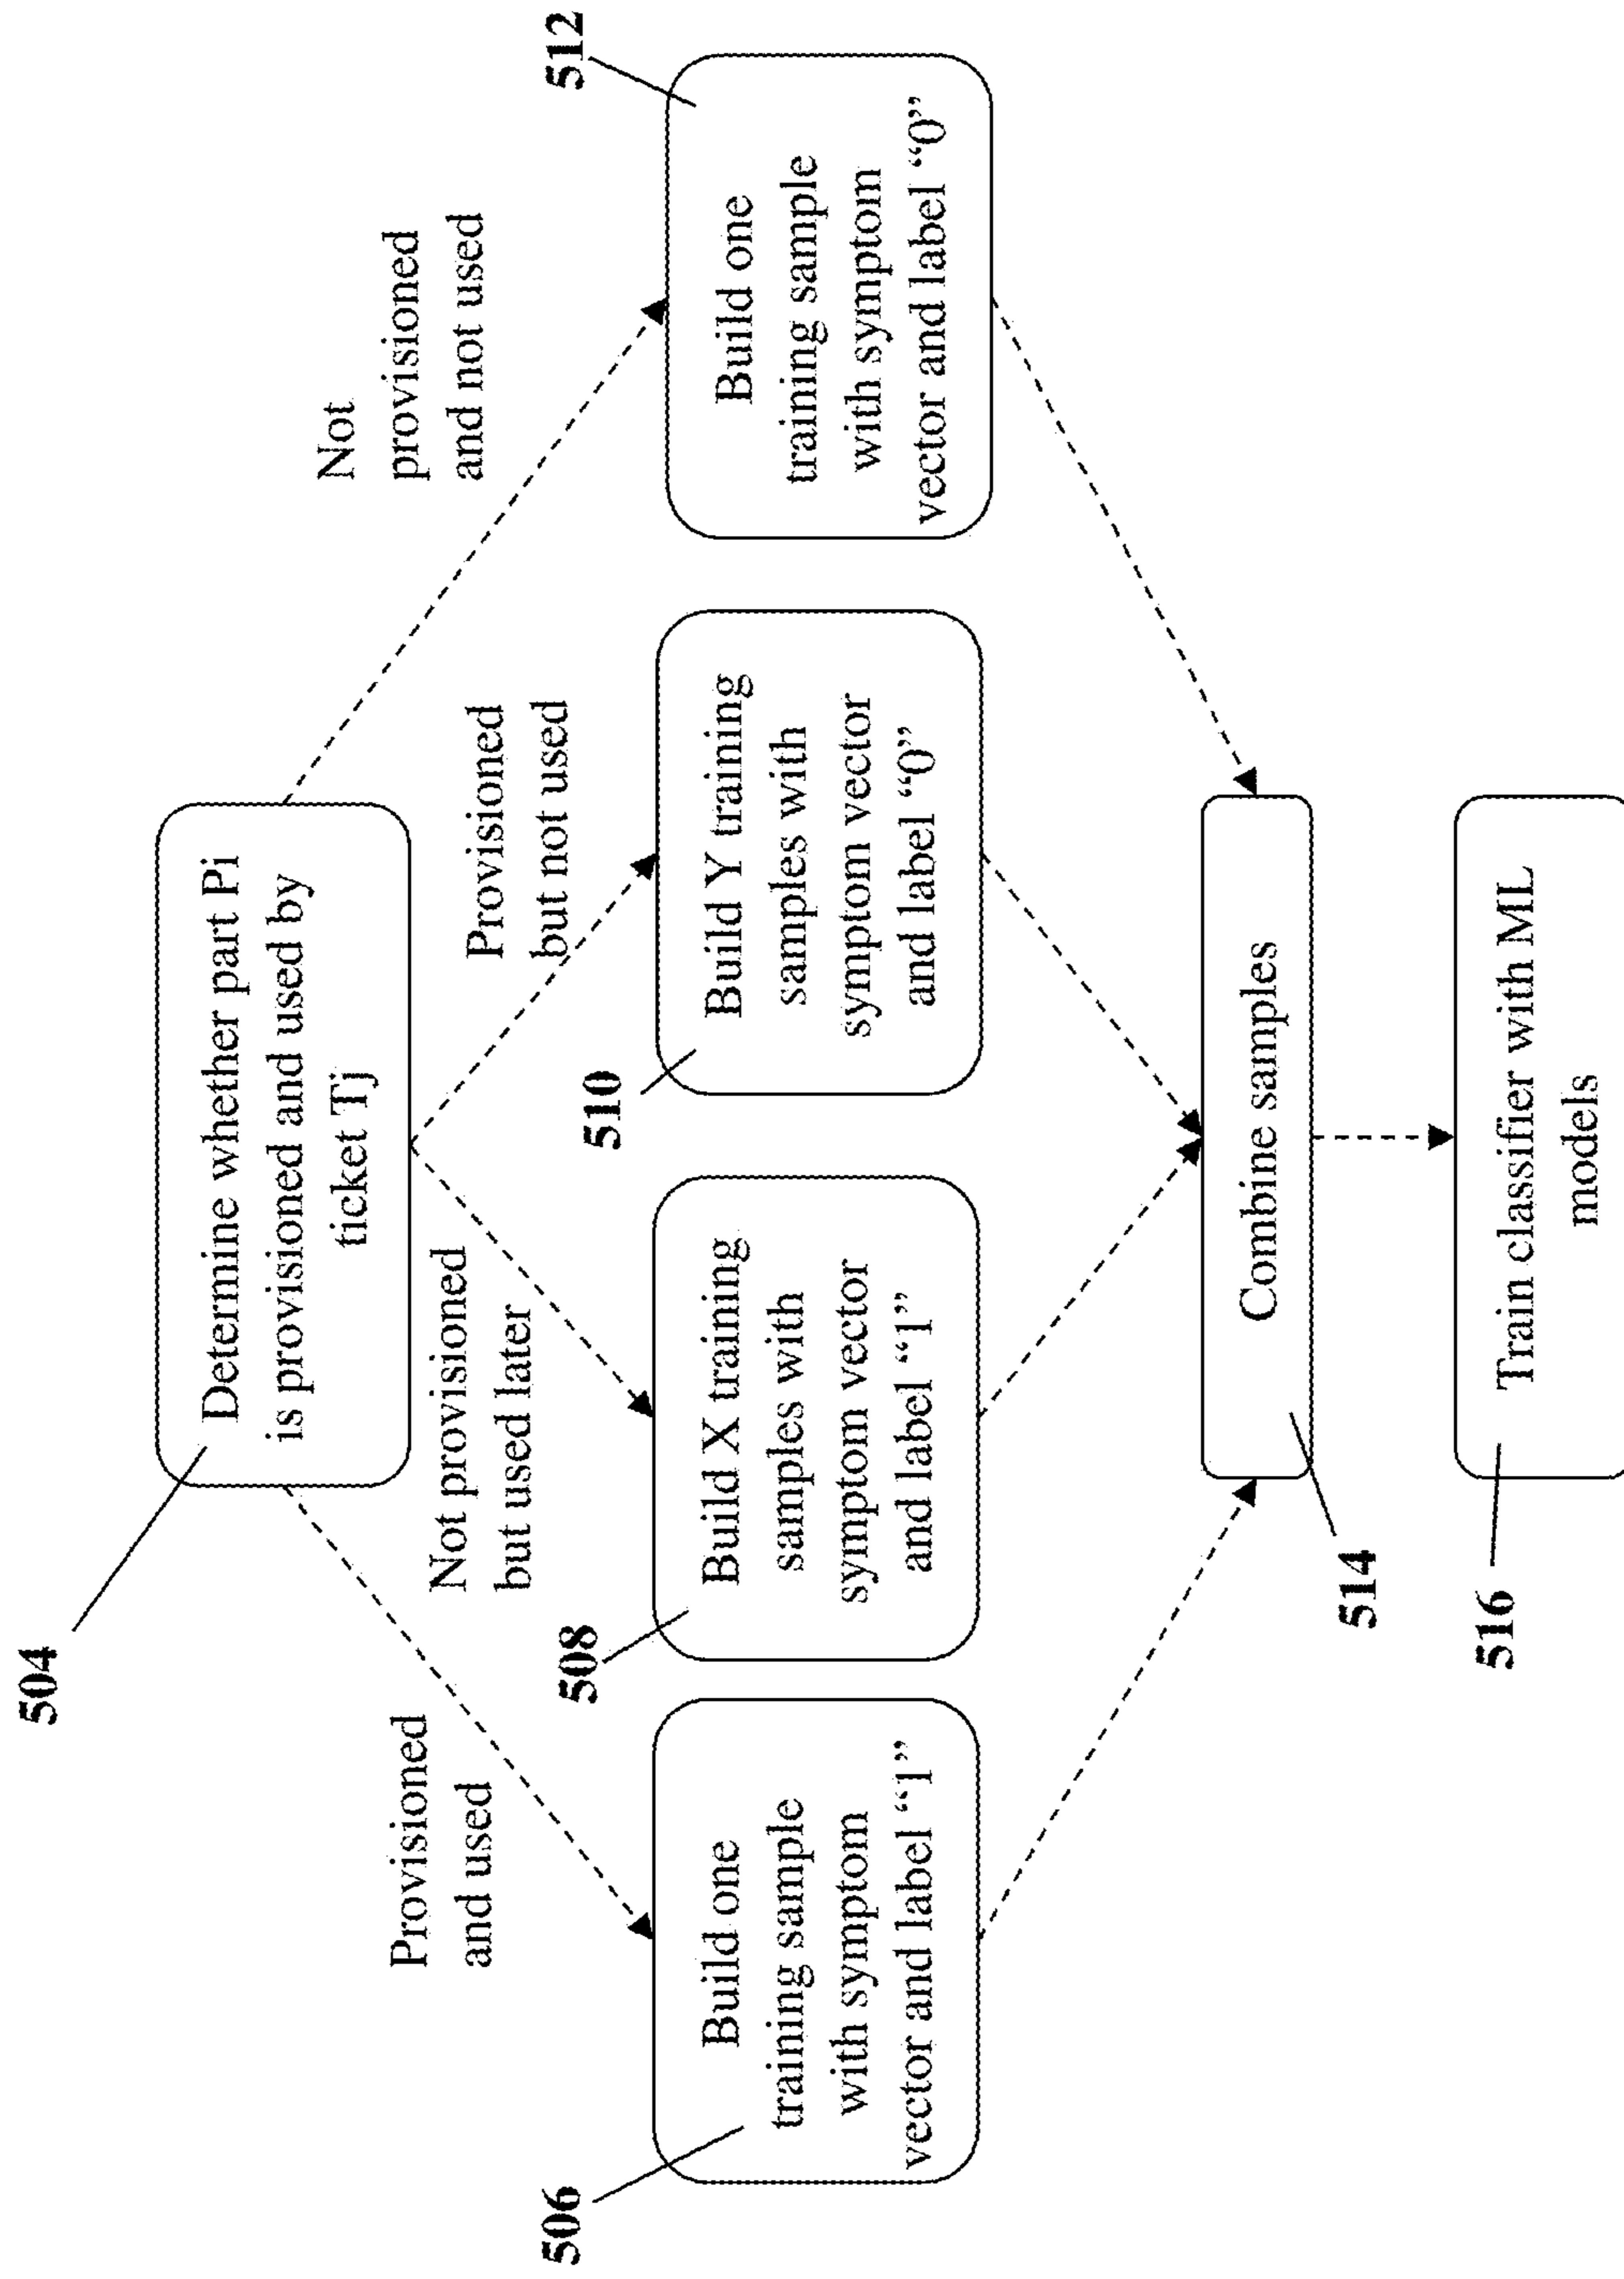 504
Determine whether part Pi
is provisioned and used by
ticket Tj
Provisioned
and used
Not provisioned
but used later
Provisioned
but not used
Not
provisioned
and not used
506
Build one
training sample
with symptom
vector and label “1”
508
Build X training
samples with
symptom vector
and label “1”
510
Build Y training
samples with
symptom vector
and label “0”
512
Build one
training sample
with symptom
vector and label “0”
514
Combine samples
516
Train classifier with ML
models